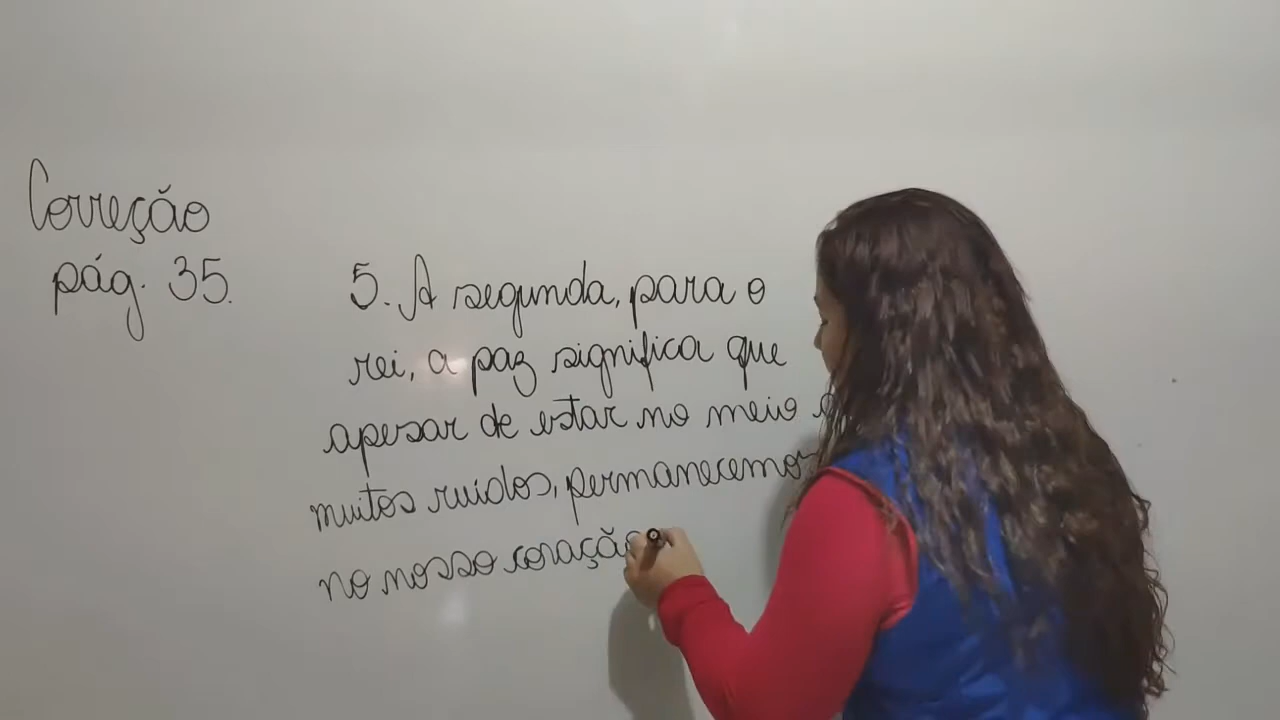 Correção
pág. 35.
5. A segunda, para o
rei, a paz significa que
apesar de estar no meio
muitos ruídos, permanecemos
no nosso coração